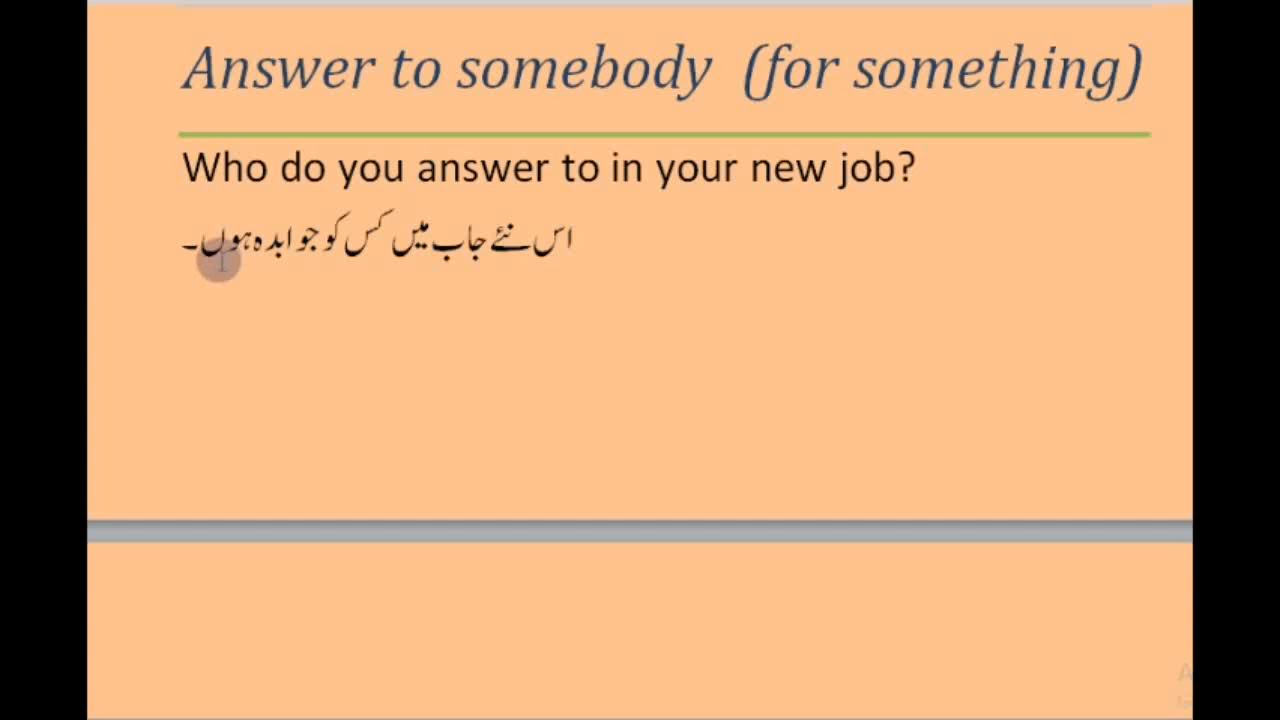 Answer to somebody (for something)
Who do you answer to in your new job?
اس نئے جاب میں کس کو جوابدہ ہوں۔